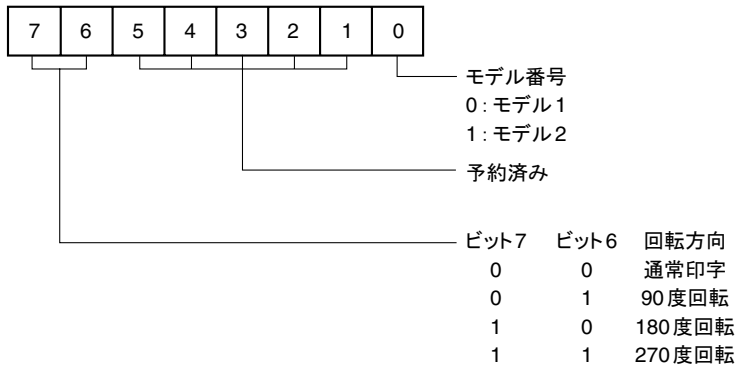 7 6 5 4 3 2 1 0
モデル番号
0 : モデル1
1 : モデル2
予約済み
ビット7 ビット6 回転方向
0 0 通常印字
0 1 90度回転
1 0 180度回転
1 1 270度回転